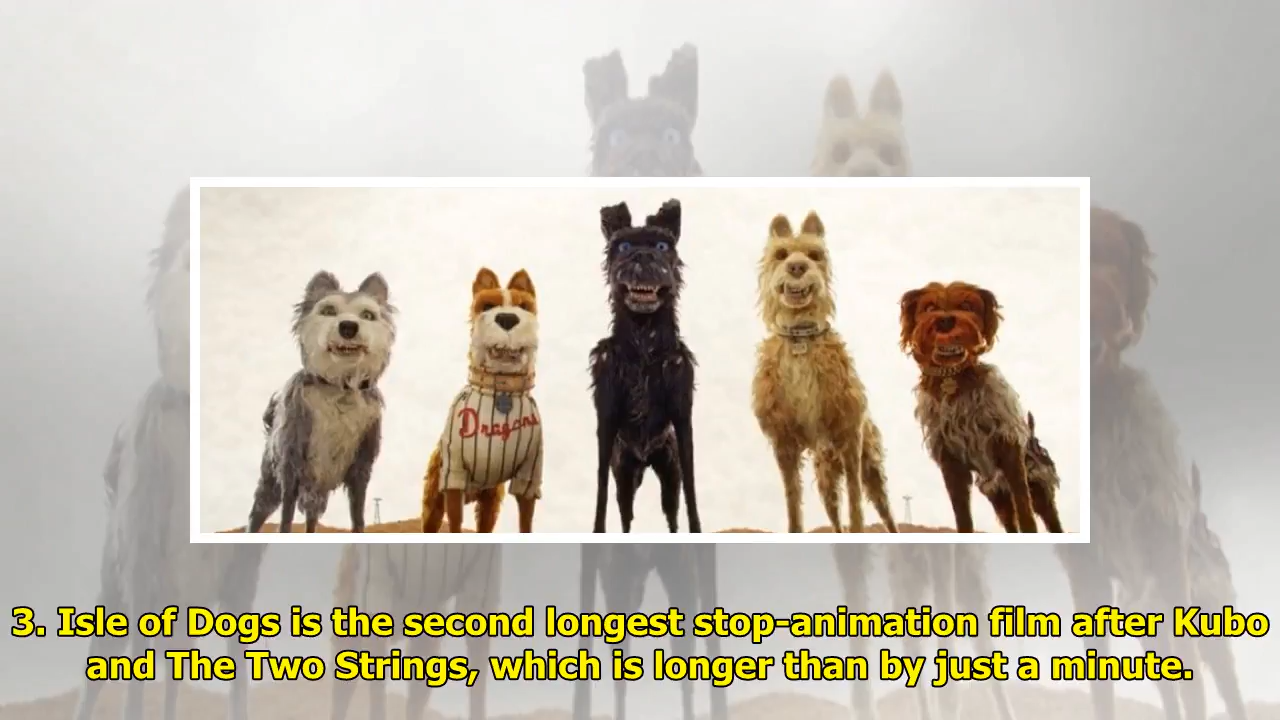 Dragons
3. Isle of Dogs is the second longest stop-animation film after Kubo
and The Two Strings, which is longer than by just a minute.